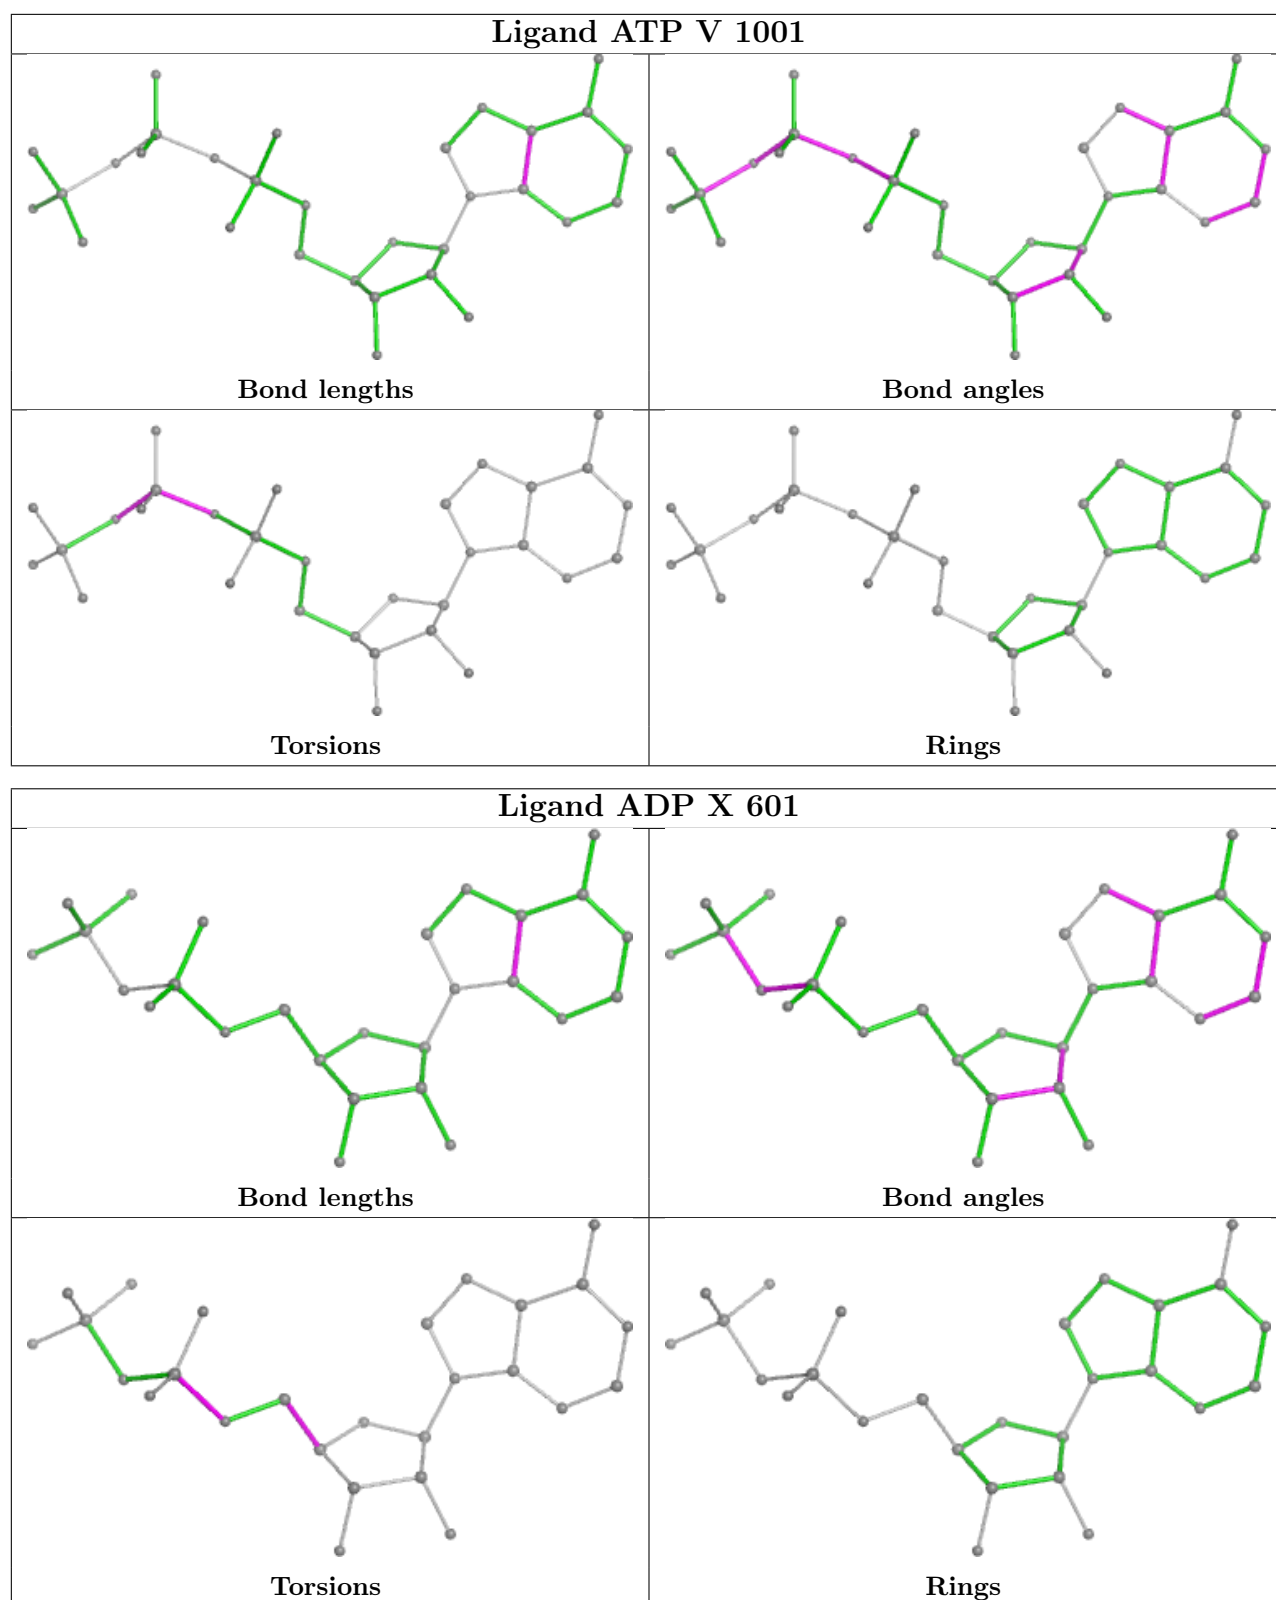 Ligand ATP V 1001
Bond lengths Bond angles
Torsions Rings
Ligand ADP X 601
Bond lengths Bond angles
Torsions Rings